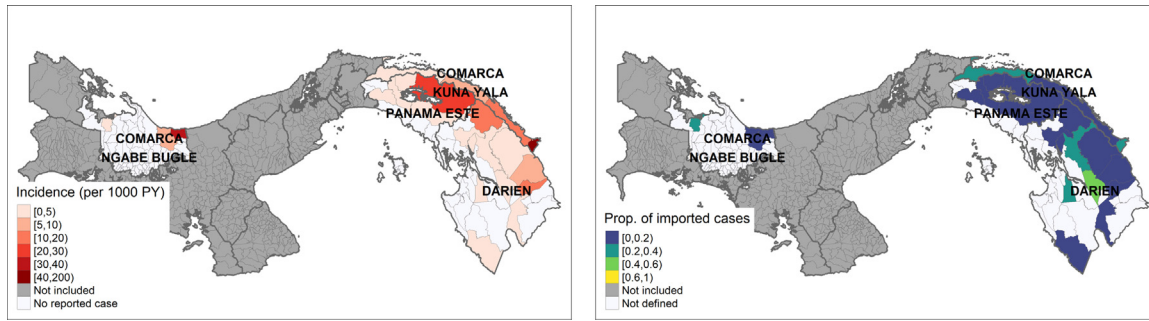 COMARCA
KUNA YALA
PANAMA ESTE
COMARCA
NGABE BUGLE
DARIEN
Incidence (per 1000 PY)
[0,5)
[5,10)
[10,20)
[20,30)
[30,40)
[40,200)
Not included
No reported case
COMARCA
KUNA YALA
PANAMA ESTE
COMARCA
NGABE BUGLE
DARIEN
Prop. of imported cases
[0,0.2)
[0.2,0.4)
[0.4,0.6)
[0.6,1)
Not included
Not defined